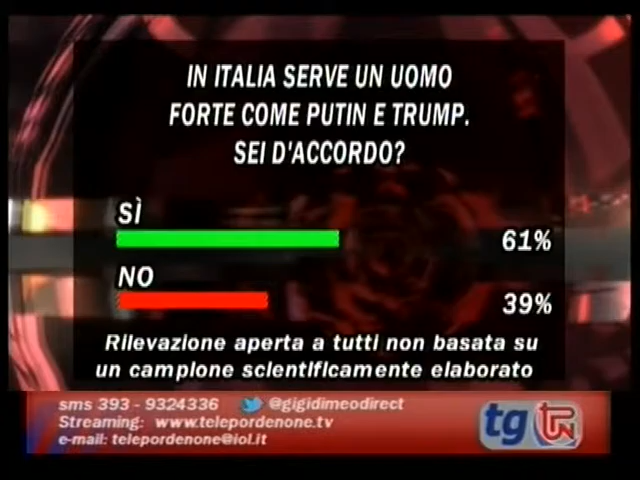 IN ITALIA SERVE UN UOMO
FORTE COME PUTIN E TRUMP.
SEI D'ACCORDO?
SÌ
61%
NO
39%
Rilevazione aperta a tutti non basata su
un campione scientificamente elaborato
sms 393 - 9324336 @gigidimeodirect
Streaming: www.telepordenone.tv
e-mail: telepordenone@iol.it
tg TPN